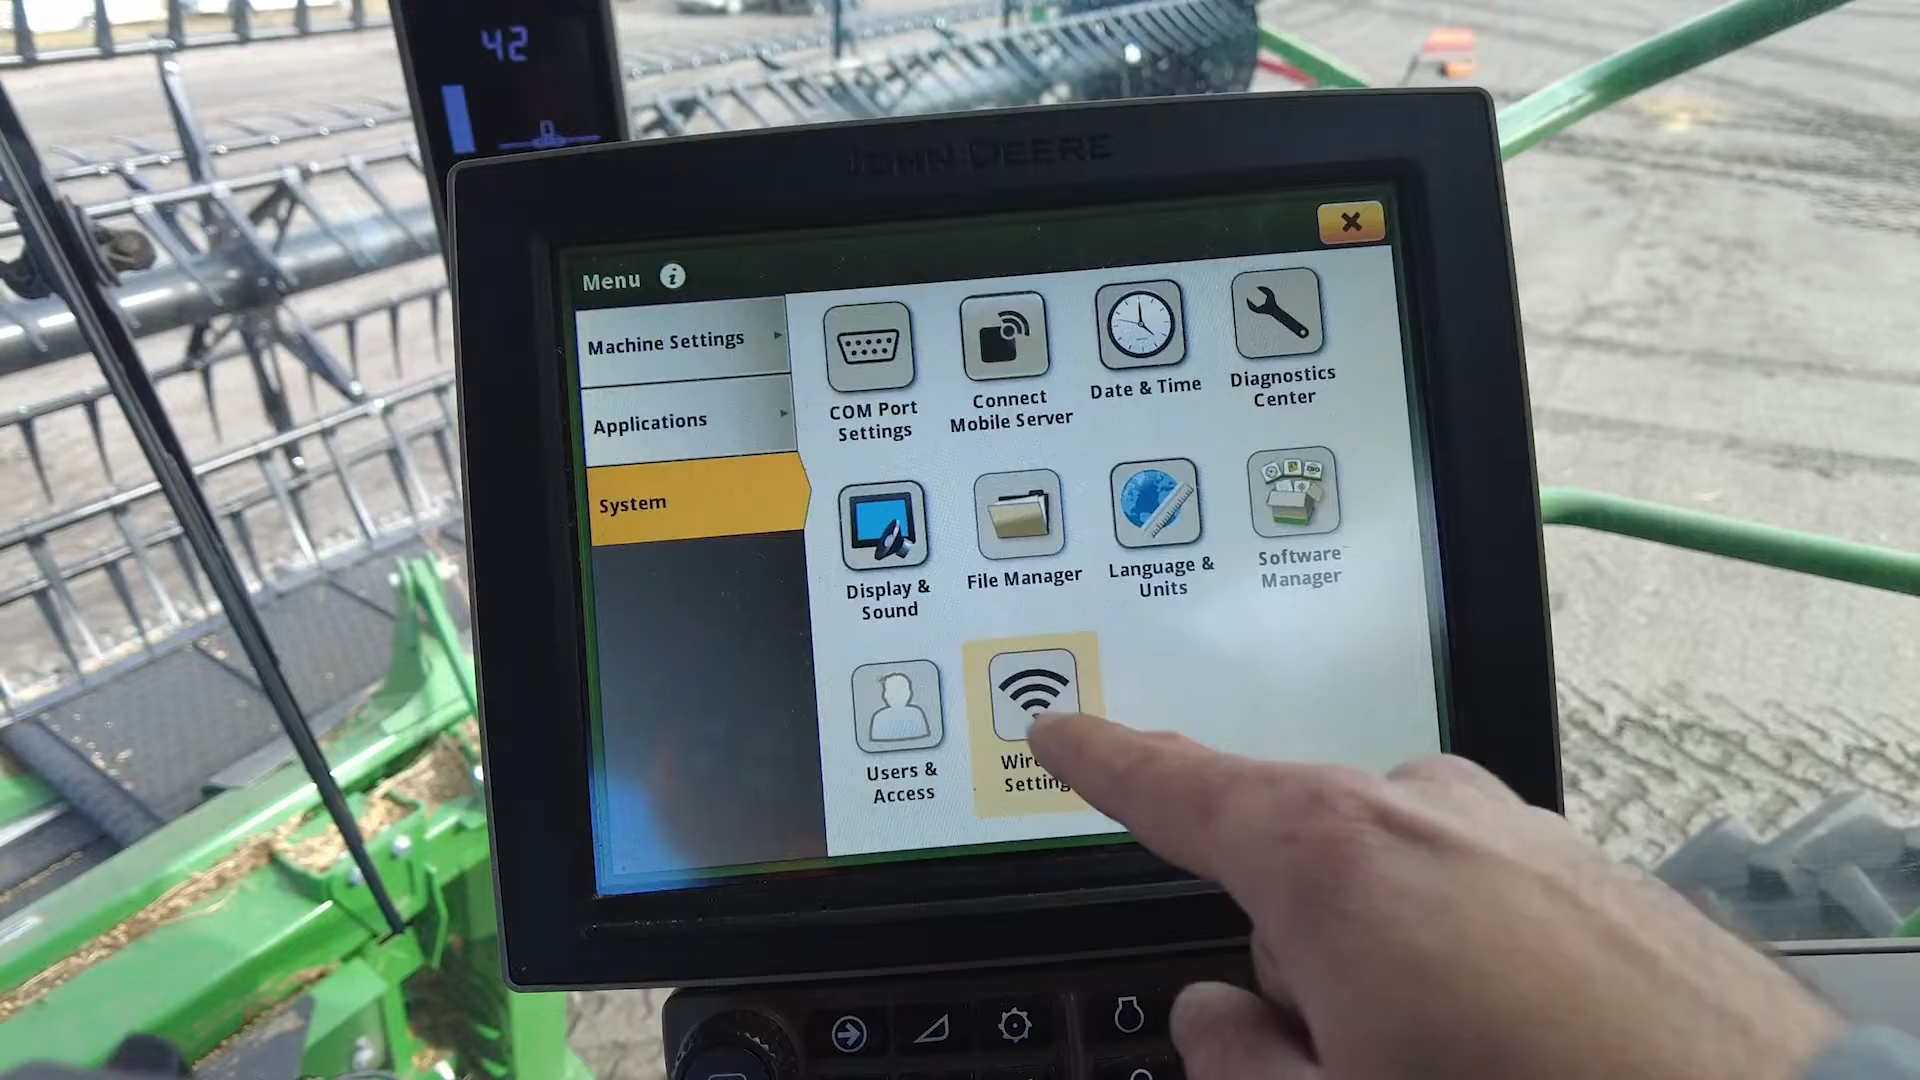 42
JOHN DEERE
Menu
Machine Settings
Applications
System
COM Port
Settings
Connect
Mobile Server
Date & Time
Diagnostics
Center
Display &
Sound
File Manager
Language &
Units
Software
Manager
Users &
Access
Setting